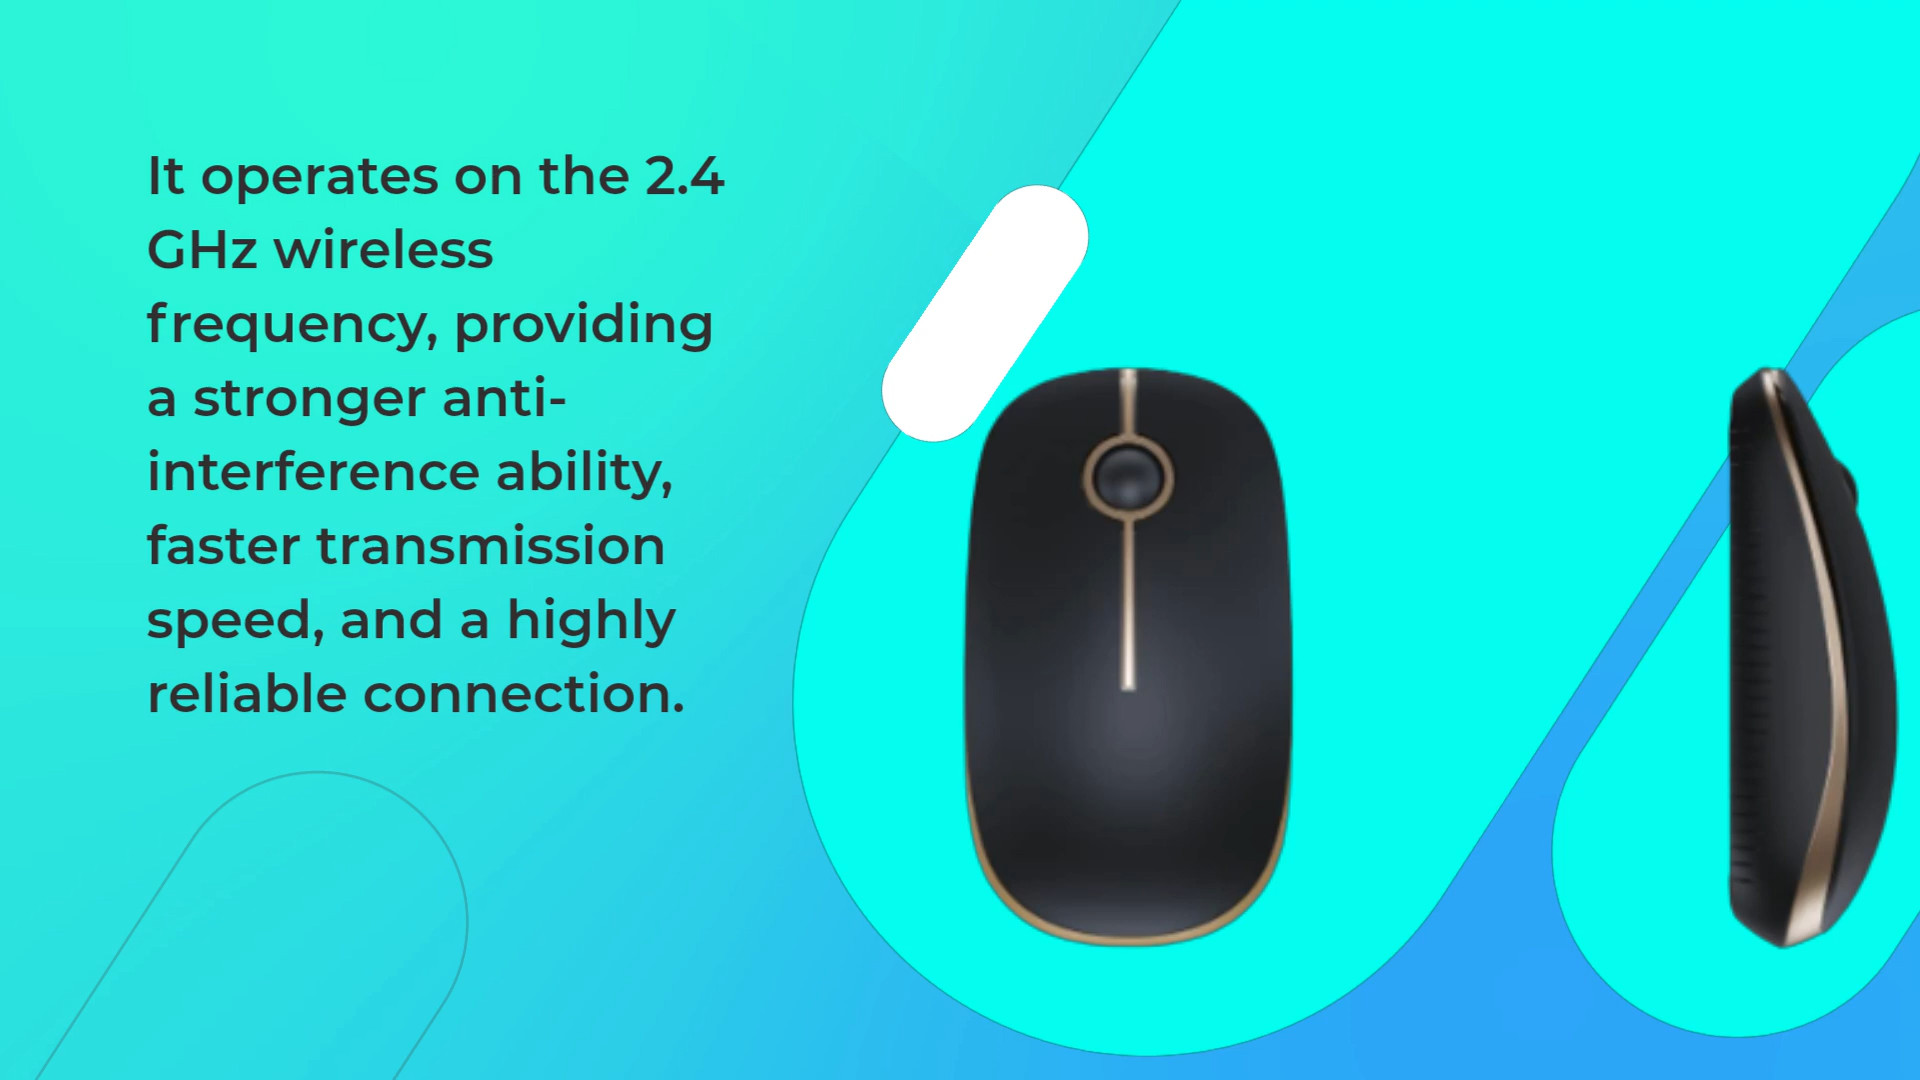 It operates on the 2.4
GHz wireless
frequency, providing
a stronger anti-
interference ability,
faster transmission
speed, and a highly
reliable connection.